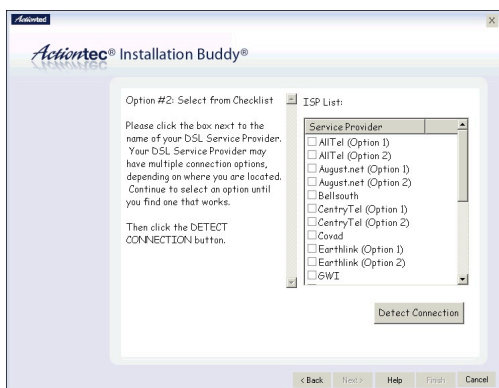 Actiontec
Actiontec® Installation Buddy®
Option #2: Select from Checklist
Please click the box next to the
name of your DSL Service Provider.
Your DSL Service Provider may
have multiple connection options,
depending on where you are located.
Continue to select an option until
you find one that works.
Then click the DETECT
CONNECTION button.
ISP List:
Service Provider
AllTel (Option 1)
AllTel (Option 2)
August.net (Option 1)
August.net (Option 2)
Bellsouth
CentryTel (Option 1)
CentryTel (Option 2)
Covad
Earthlink (Option 1)
Earthlink (Option 2)
GWI
Detect Connection
< Back Next > Help Finish Cancel